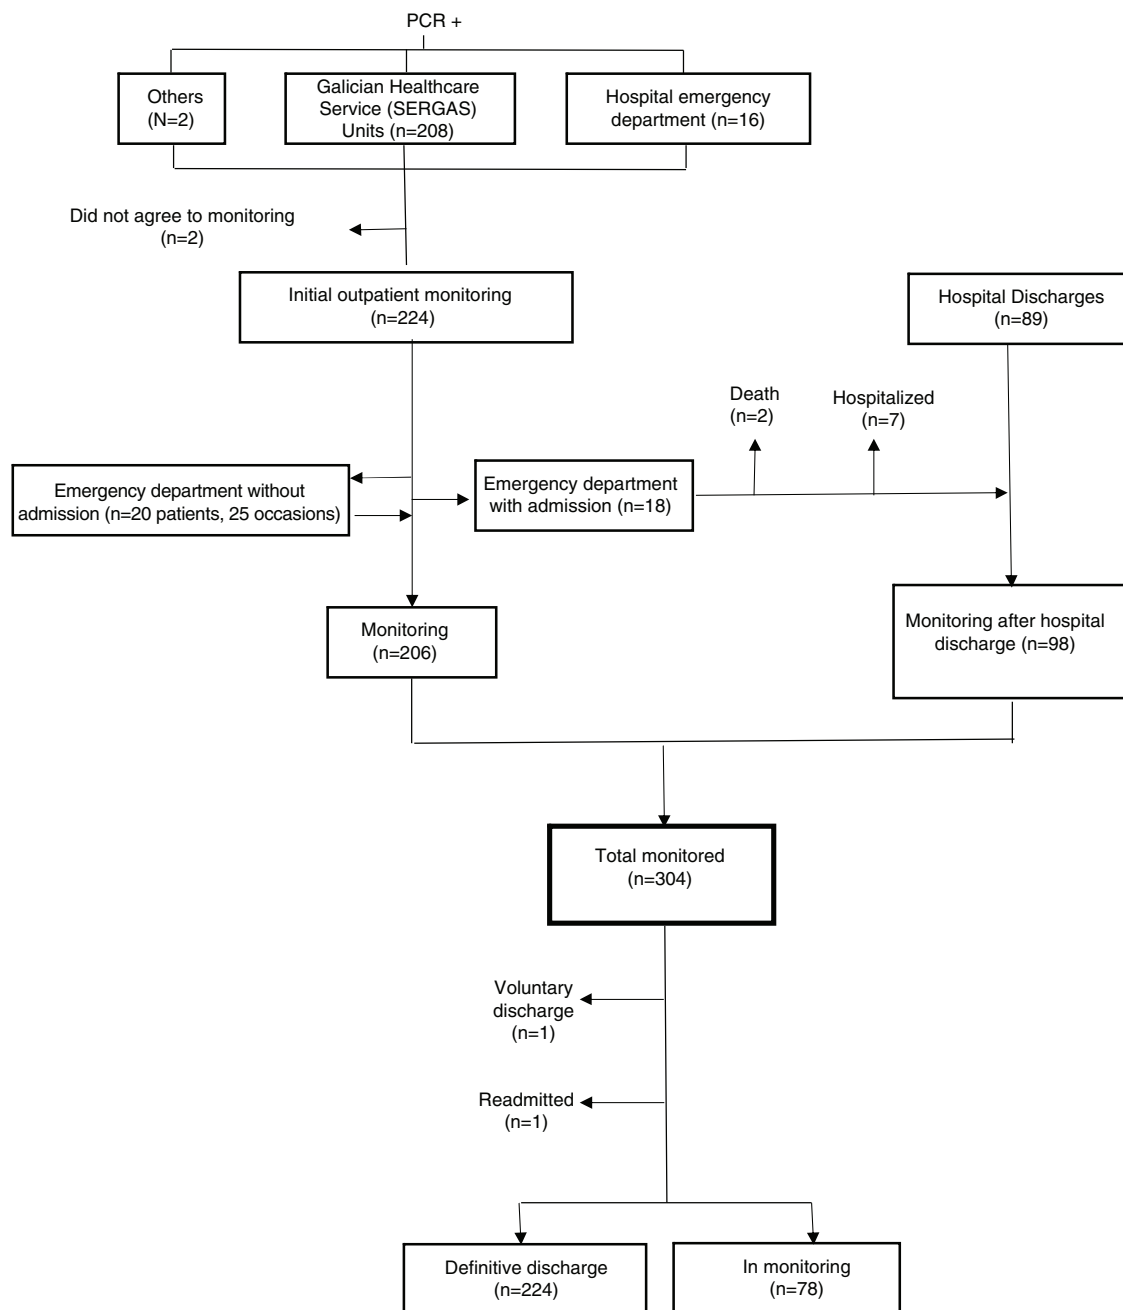 PCR +
Others
(N=2)
Galician Healthcare
Service (SERGAS)
Units (n=208)
Hospital emergency
department (n=16)
Did not agree to monitoring
(n=2)
Initial outpatient monitoring
(n=224)
Hospital Discharges
(n=89)
Death
(n=2)
Hospitalized
(n=7)
Emergency department without
admission (n=20 patients, 25 occasions)
Emergency department
with admission (n=18)
Monitoring
(n=206)
Monitoring after hospital
discharge (n=98)
Total monitored
(n=304)
Voluntary
discharge
(n=1)
Readmitted
(n=1)
Definitive discharge
(n=224)
In monitoring
(n=78)